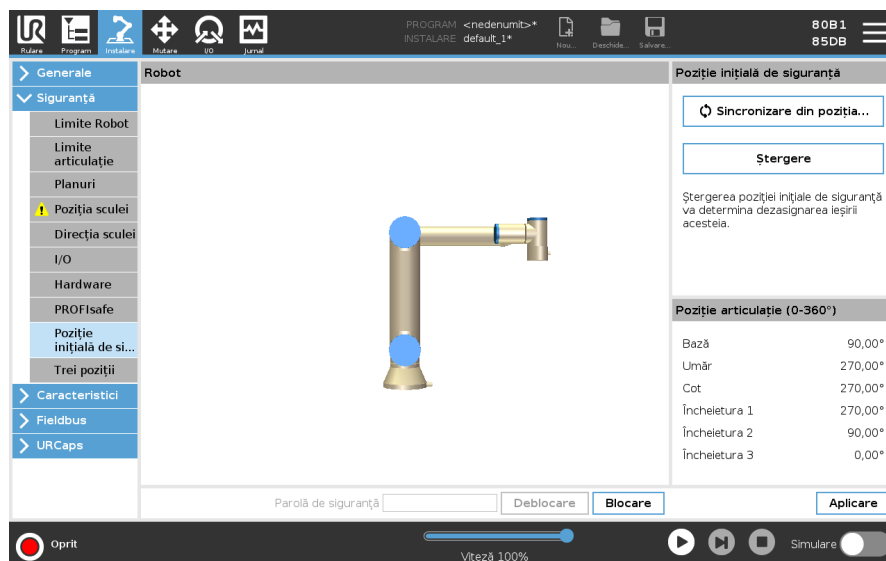 PROGRAM <nedenumit>*
INSTALARE default_1*
Rulare Program Instalare Mutare I/O Jurnal
Nou... Deschide... Salvare...
80B1
85DB
Generale
Siguranță
Limite Robot
Limite
articulație
Planuri
Poziția sculei
Direcția sculei
I/O
Hardware
PROFIsafe
Poziție
inițială de si...
Trei poziții
Caracteristici
Fieldbus
URCaps
Robot
Poziție inițială de siguranță
Sincronizare din poziția...
Ștergere
Ștergerea poziției inițiale de siguranță
va determina dezasignarea ieșirii
acesteia.
Poziție articulație (0-360°)
Bază 90,00°
Umăr 270,00°
Cot 270,00°
Încheietura 1 270,00°
Încheietura 2 90,00°
Încheietura 3 0,00°
Parolă de siguranță Deblocare Blocare Aplicare
Oprit
Viteză 100%
Simulare